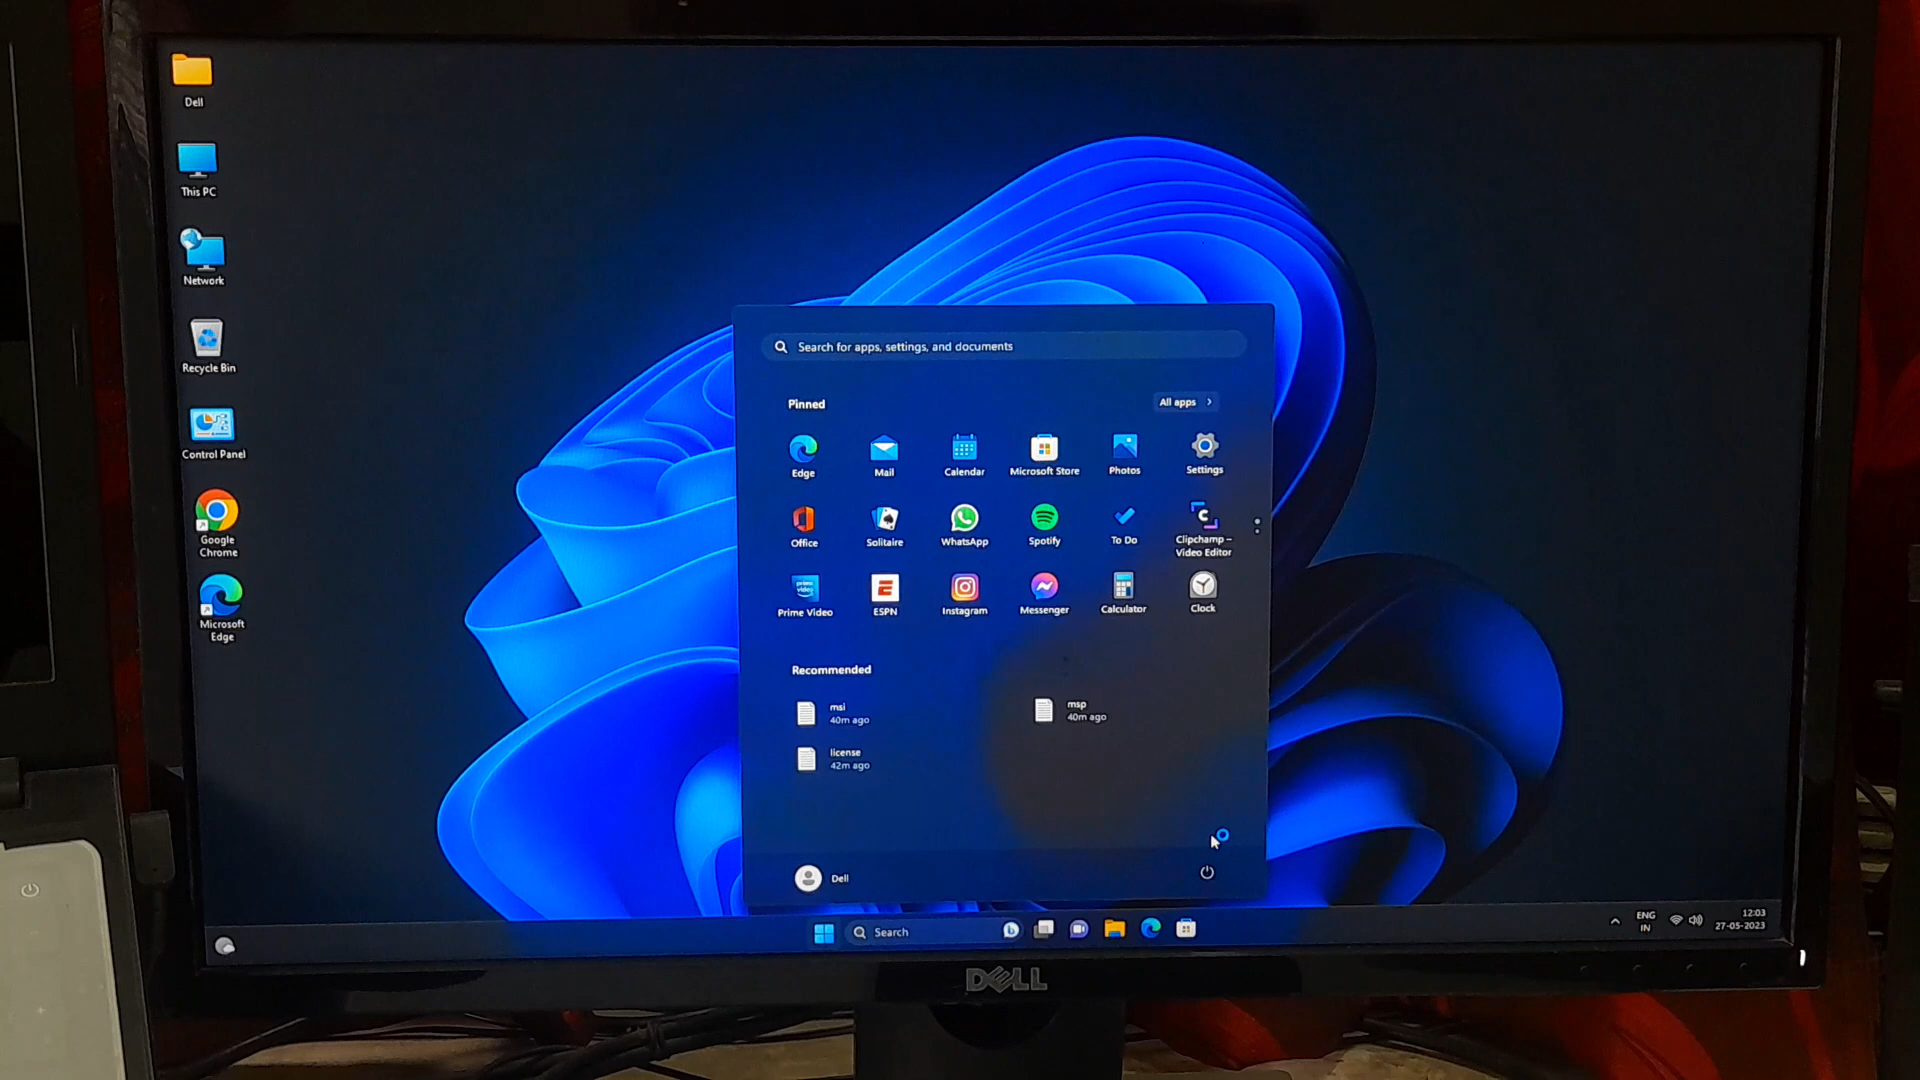 Dell
This PC
Network
Recycle Bin
Control Panel
Google
Chrome
Microsoft
Edge
Search for apps, settings, and documents
Pinned
All apps
Edge
Mail
Calendar
Microsoft Store
Photos
Settings
Office
Solitaire
WhatsApp
Spotify
To Do
Clipchamp –
Video Editor
prime
video
Prime Video
ESPN
Instagram
Messenger
Calculator
Clock
Recommended
msi
40m ago
msp
40m ago
license
42m ago
Dell
Search
ENG
IN
12:03
27-05-2023
DELL